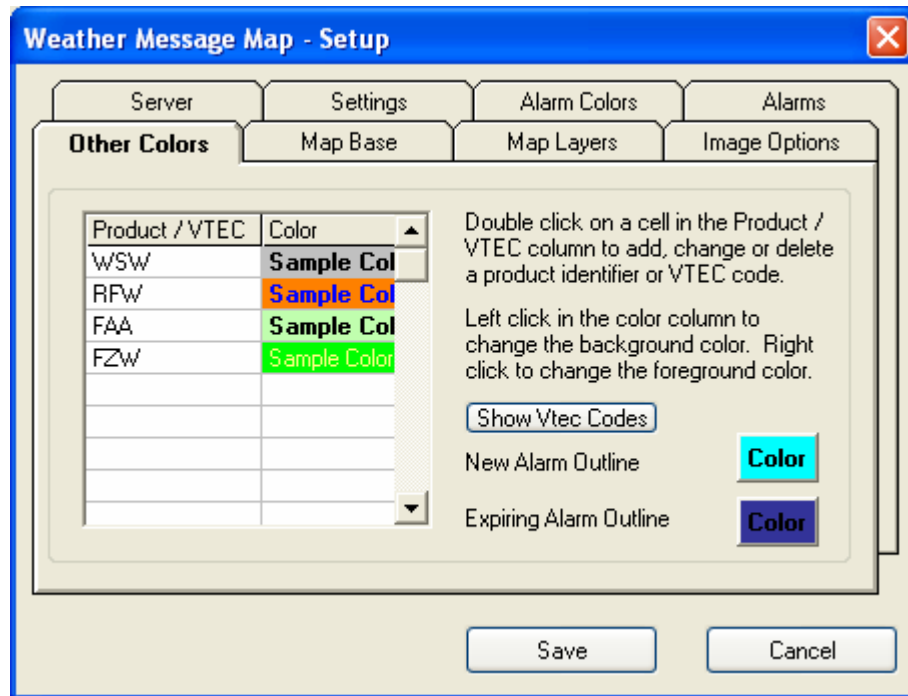 Weather Message Map - Setup
Server Settings Alarm Colors Alarms
Other Colors Map Base Map Layers Image Options
Product / VTEC Color
WSW Sample Col
RFW Sample Col
FAA Sample Col
FZW Sample Color
Double click on a cell in the Product /
VTEC column to add, change or delete
a product identifier or VTEC code.
Left click in the color column to
change the background color. Right
click to change the foreground color.
Show Vtec Codes
New Alarm Outline Color
Expiring Alarm Outline Color
Save Cancel